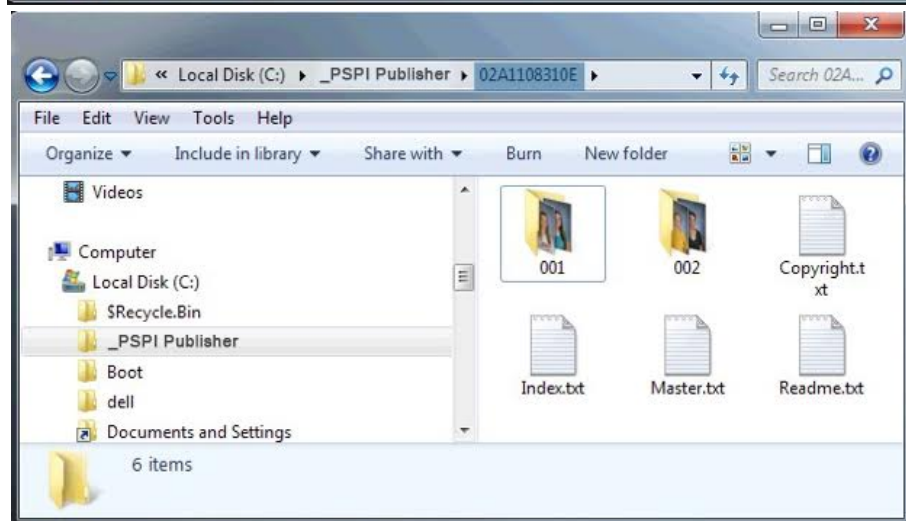 « Local Disk (C:) ▸ _PSPI Publisher ▸ 02A1108310E ▸ Search 02A...
File Edit View Tools Help
Organize Include in library Share with Burn New folder
Videos
Computer
Local Disk (C:)
$Recycle.Bin
_PSPI Publisher
Boot
dell
Documents and Settings
001 002 Copyright.t
xt
Index.txt Master.txt Readme.txt
6 items